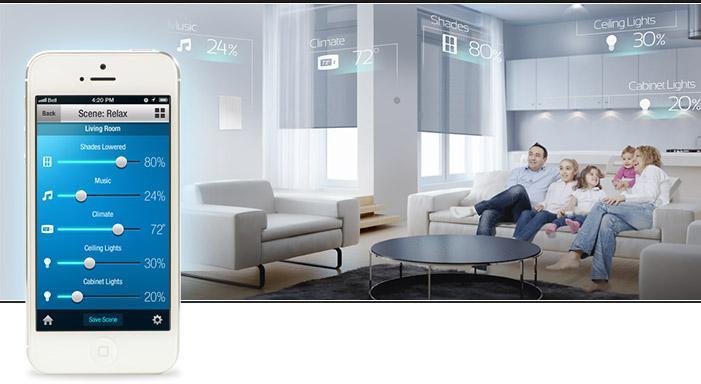 Bell 4:20 PM
Back Scene: Relax
Living Room
Shades Lowered
80%
Music
24%
Climate
72°
Ceiling Lights
30%
Cabinet Lights
20%
Save Scene
Music
24%
Climate
72°
Shades
80%
Ceiling Lights
30%
Cabinet Lights
20%